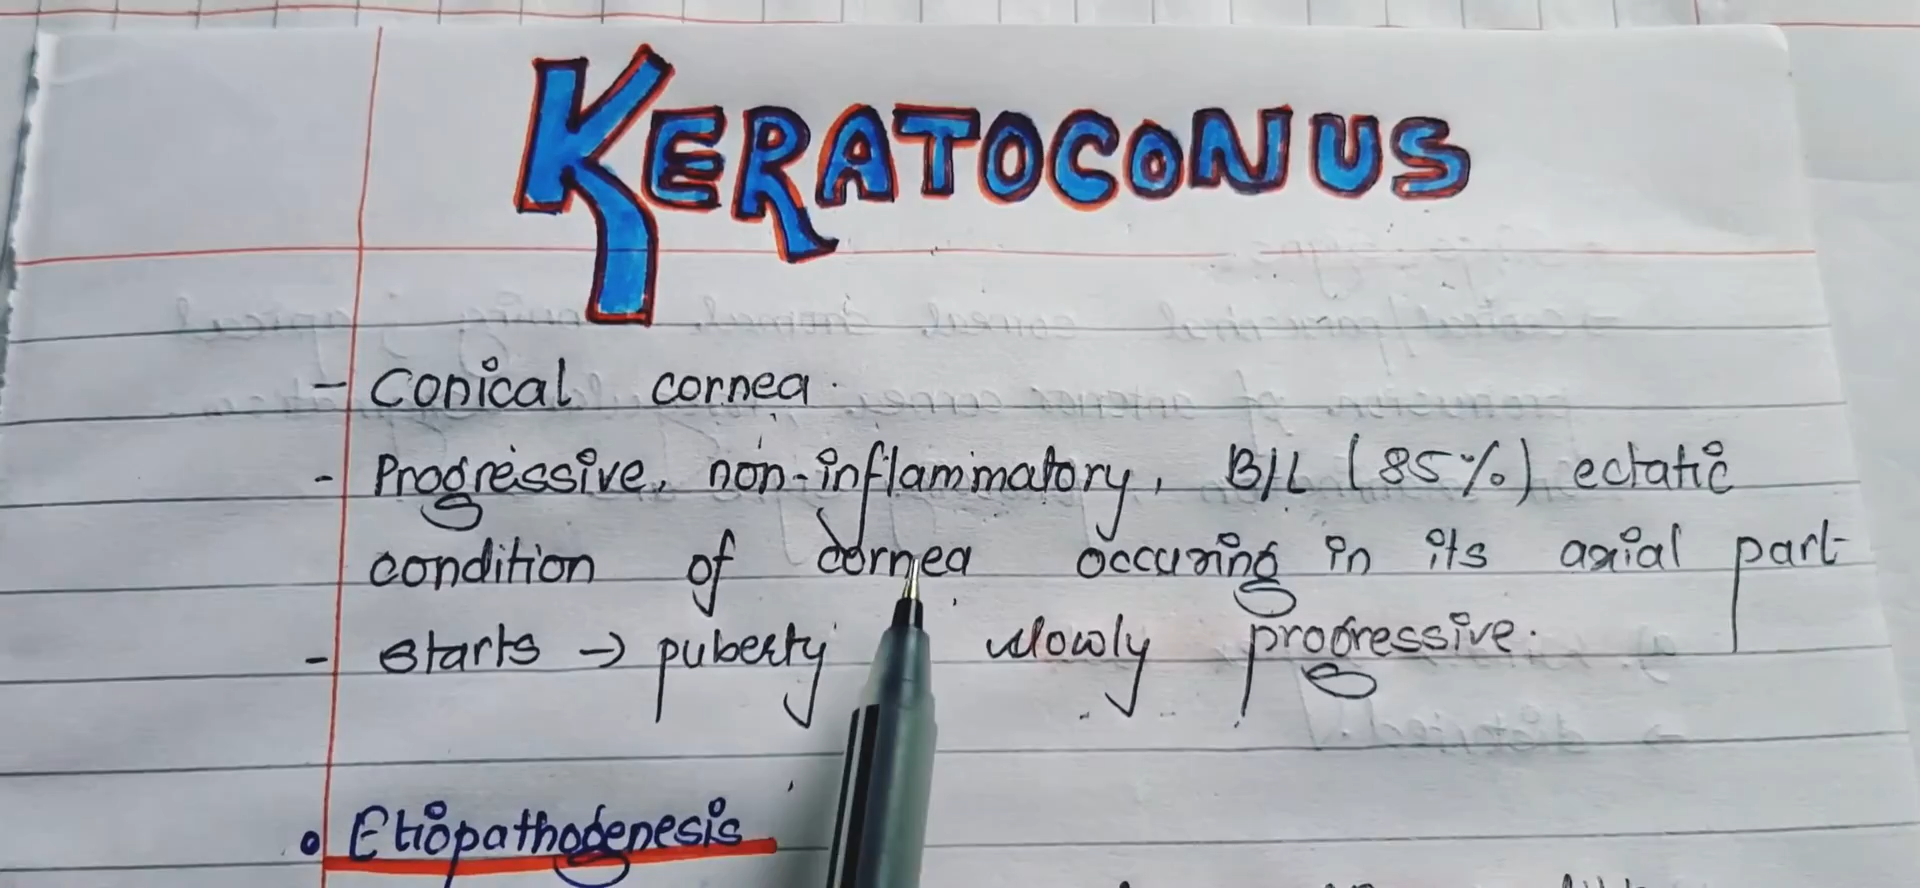 KERATOCONUS
- Conical cornea.
- Progressive, non-inflammatory, B/L (85%) ectatic
condition of cornea occuring in its axial part
- starts → puberty slowly progressive.
• Etiopathogenesis